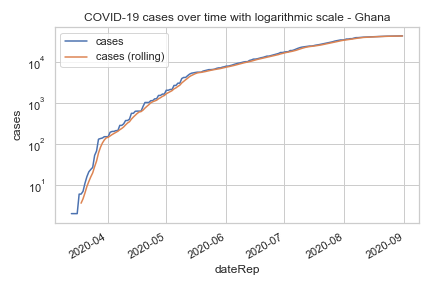 COVID-19 cases over time with logarithmic scale - Ghana
cases
cases (rolling)
10⁴
10³
10²
10¹
cases
2020-04
2020-05
2020-06
2020-07
2020-08
2020-09
dateRep